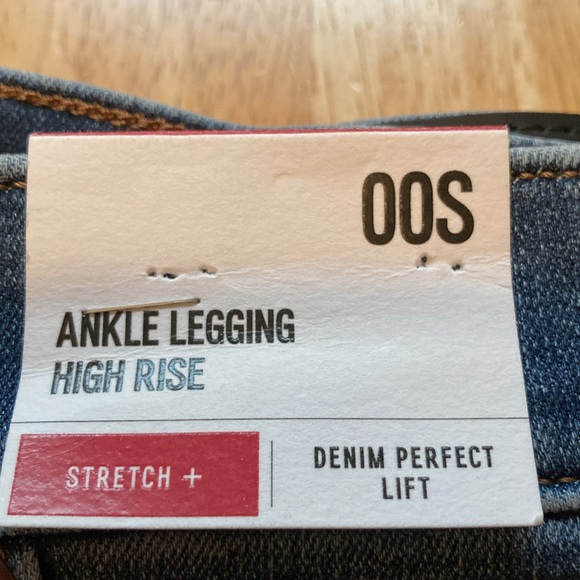 00S
ANKLE LEGGING
HIGH RISE
STRETCH +
DENIM PERFECT
LIFT